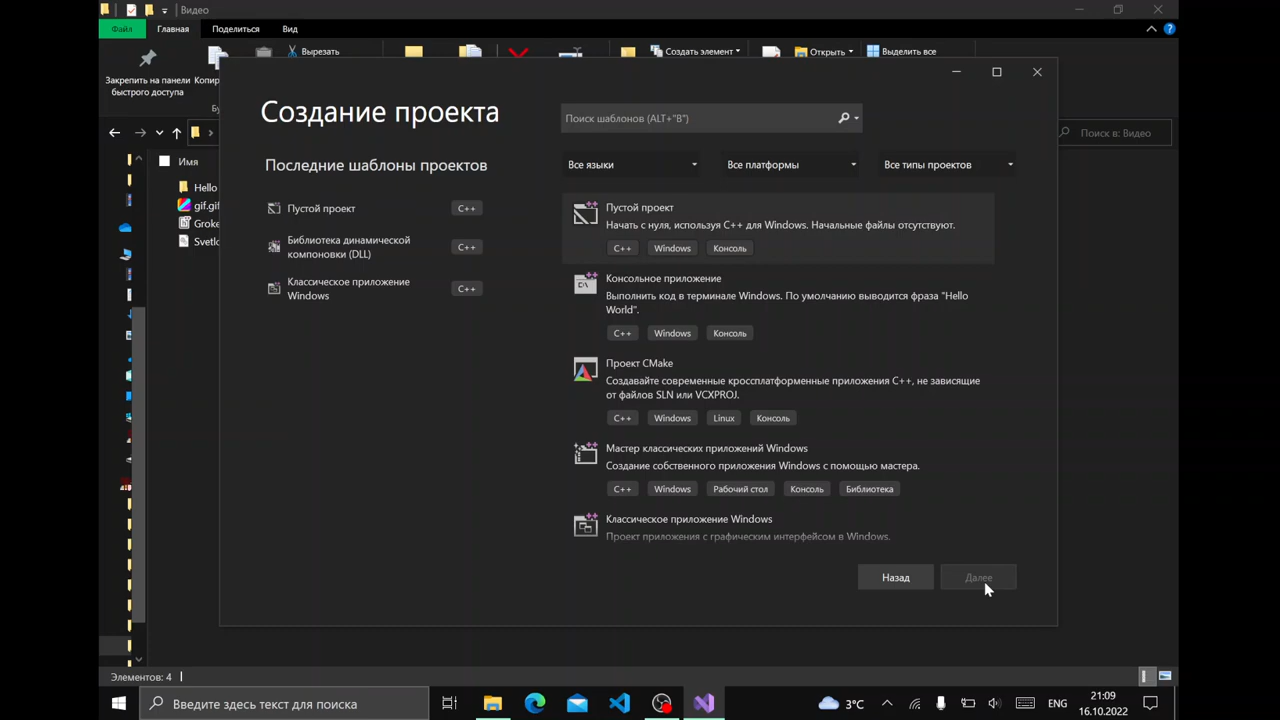 Видео
Файл
Главная
Поделиться
Вид
Вырезать
Создать элемент
Открыть
Выделить все
Закрепить на панели
быстрого доступа
Поиск в: Видео
Имя
Hello
gif.gif
Создание проекта
Поиск шаблонов (ALT+"В")
Последние шаблоны проектов
Все языки
Все платформы
Все типы проектов
Пустой проект
C++
Библиотека динамической
компоновки (DLL)
C++
Классическое приложение
Windows
C++
Пустой проект
Начать с нуля, используя C++ для Windows. Начальные файлы отсутствуют.
C++ Windows Консоль
Консольное приложение
Выполнить код в терминале Windows. По умолчанию выводится фраза "Hello
World".
C++ Windows Консоль
Проект CMake
Создавайте современные кроссплатформенные приложения C++, не зависящие
от файлов SLN или VCXPROJ.
C++ Windows Linux Консоль
Мастер классических приложений Windows
Создание собственного приложения Windows с помощью мастера.
C++ Windows Рабочий стол Консоль Библиотека
Классическое приложение Windows
Проект приложения с графическим интерфейсом в Windows.
Назад
Далее
Элементов: 4
Введите здесь текст для поиска
3°C
ENG
21:09
16.10.2022